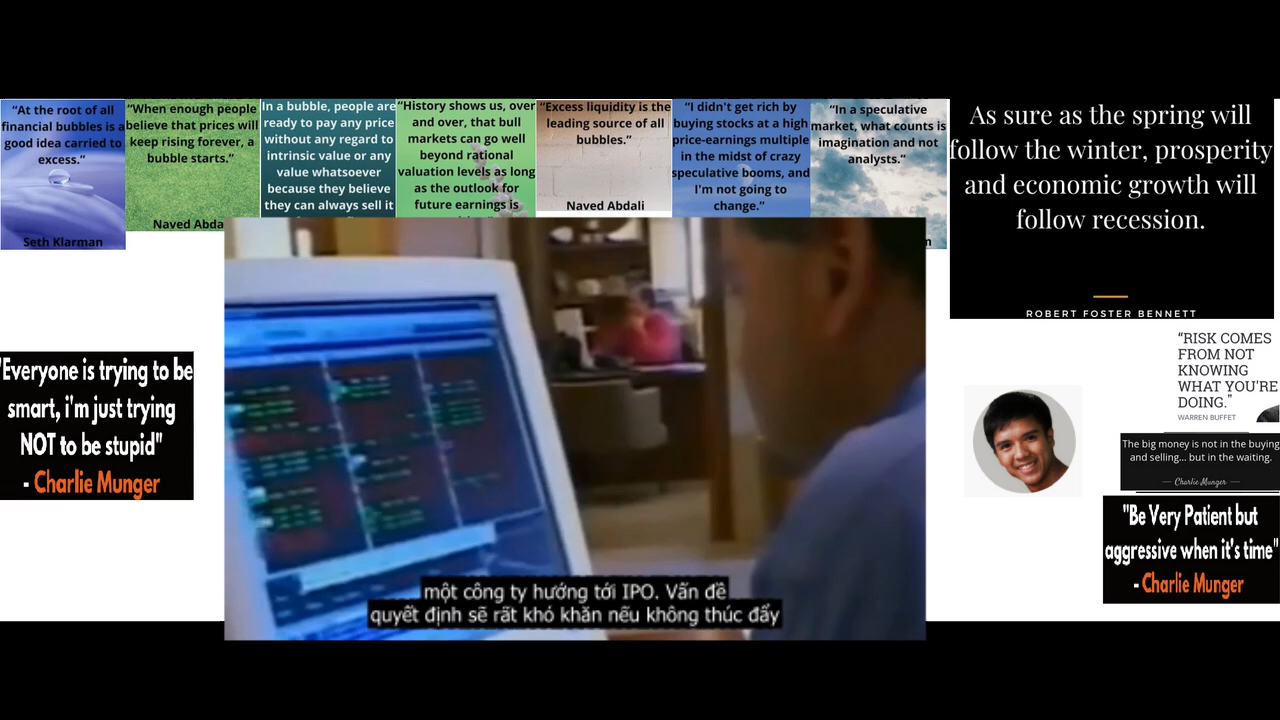 “At the root of all
financial bubbles is a
good idea carried to
excess.”
Seth Klarman
“When enough people
believe that prices will
keep rising forever, a
bubble starts.”
Naved Abda
In a bubble, people are
ready to pay any price
without any regard to
intrinsic value or any
value whatsoever
because they believe
they can always sell it
“History shows us, over
and over, that bull
markets can go well
beyond rational
valuation levels as long
as the outlook for
future earnings is
“Excess liquidity is the
leading source of all
bubbles.”
Naved Abdali
“I didn't get rich by
buying stocks at a high
price-earnings multiple
in the midst of crazy
speculative booms, and
I'm not going to
change.”
“In a speculative
market, what counts is
imagination and not
analysts.”
As sure as the spring will
follow the winter, prosperity
and economic growth will
follow recession.
ROBERT FOSTER BENNETT
"Everyone is trying to be
smart, i'm just trying
NOT to be stupid"
- Charlie Munger
“RISK COMES
FROM NOT
KNOWING
WHAT YOU'RE
DOING.”
WARREN BUFFET
The big money is not in the buying
and selling... but in the waiting.
— Charlie Munger —
"Be Very Patient but
aggressive when it's time"
- Charlie Munger
một công ty hướng tới IPO. Vấn đề
quyết định sẽ rất khó khăn nếu không thúc đẩy